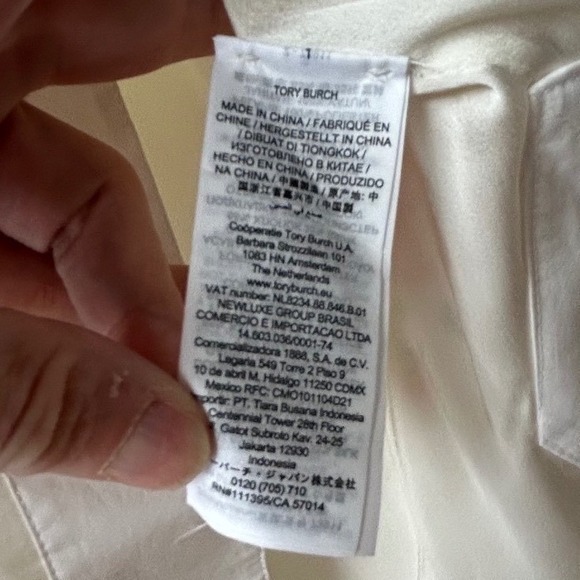 TORY BURCH
MADE IN CHINA / FABRIQUÉ EN
CHINE / HERGESTELLT IN CHINA
/ DIBUAT DI TIONGKOK /
ИЗГОТОВЛЕНО В КИТАЕ /
HECHO EN CHINA / PRODUZIDO
NA CHINA / 中國製造 / 原产地: 中
国浙江省嘉兴市 / 中国製
صنع في الصين
Coöperatie Tory Burch U.A.
Barbara Strozzilaan 101
1083 HN Amsterdam
The Netherlands
www.toryburch.eu
VAT number: NL8234.88.846.B.01
NEWLUXE GROUP BRASIL
COMERCIO E IMPORTACAO LTDA
14.803.036/0001-74
Comercializadora 1888, S.A. de C.V.
Lagaria 549 Torre 2 Piso 9
10 de abril M. Hidalgo 11250 CDMX
Mexico RFC: CMO101104D21
mportir: PT. Tiara Busana Indonesia
Centennial Tower 28th Floor
Gatot Subroto Kav. 24-25
Jakarta 12930
Indonesia
ーバーチ・ジャパン株式会社
0120 (705) 710
RN#111395/CA 57014